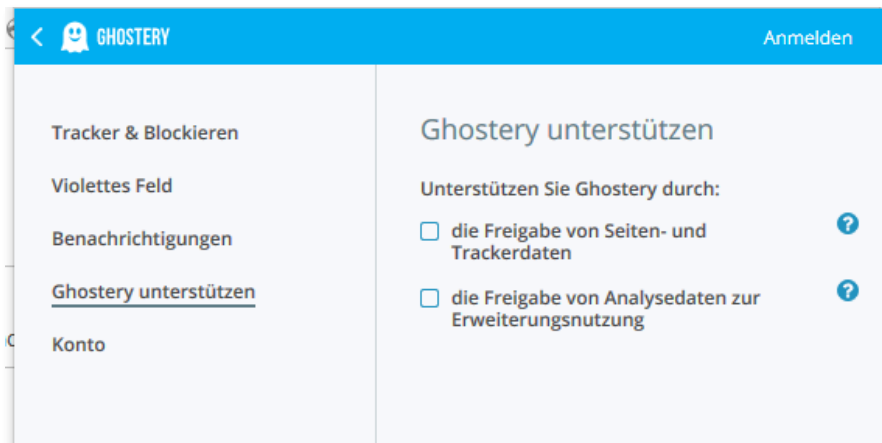 GHOSTERY
Anmelden
Tracker & Blockieren
Violettes Feld
Benachrichtigungen
Ghostery unterstützen
Konto
Ghostery unterstützen
Unterstützen Sie Ghostery durch:
die Freigabe von Seiten- und
Trackerdaten
die Freigabe von Analysedaten zur
Erweiterungsnutzung